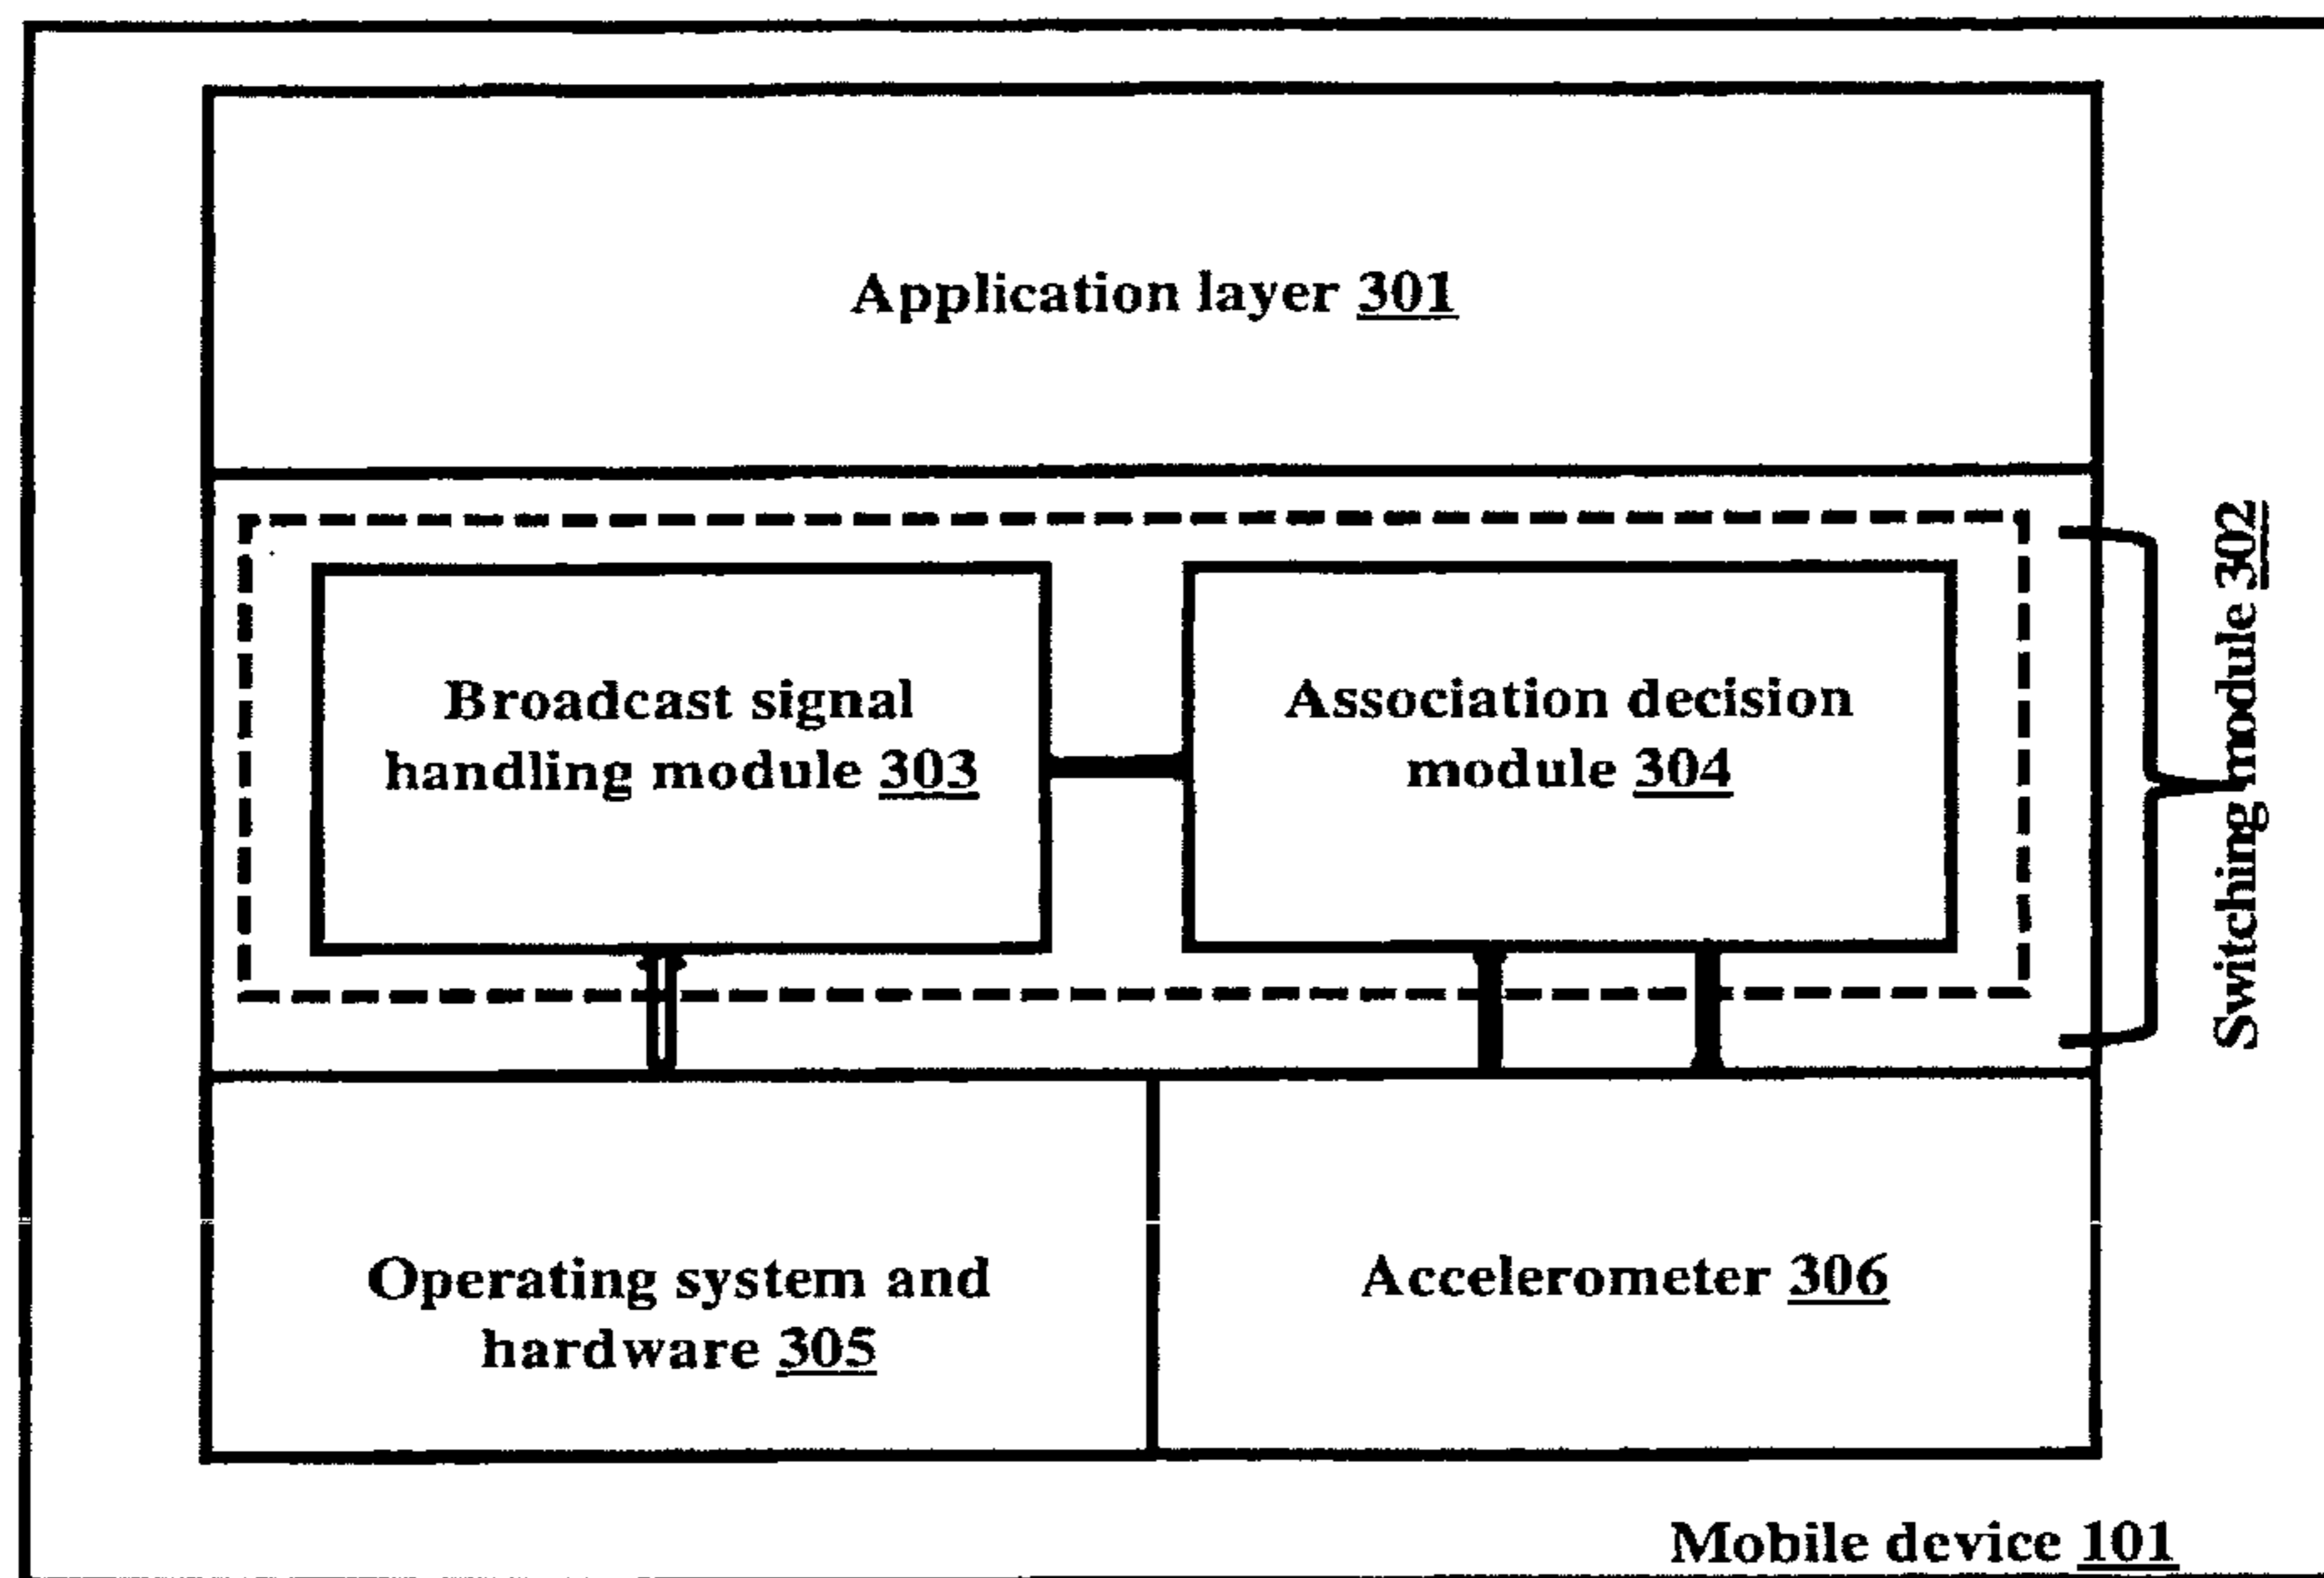 Application layer 301
Broadcast signal
handling module 303
Association decision
module 304
Switching module 302
Operating system and
hardware 305
Accelerometer 306
Mobile device 101